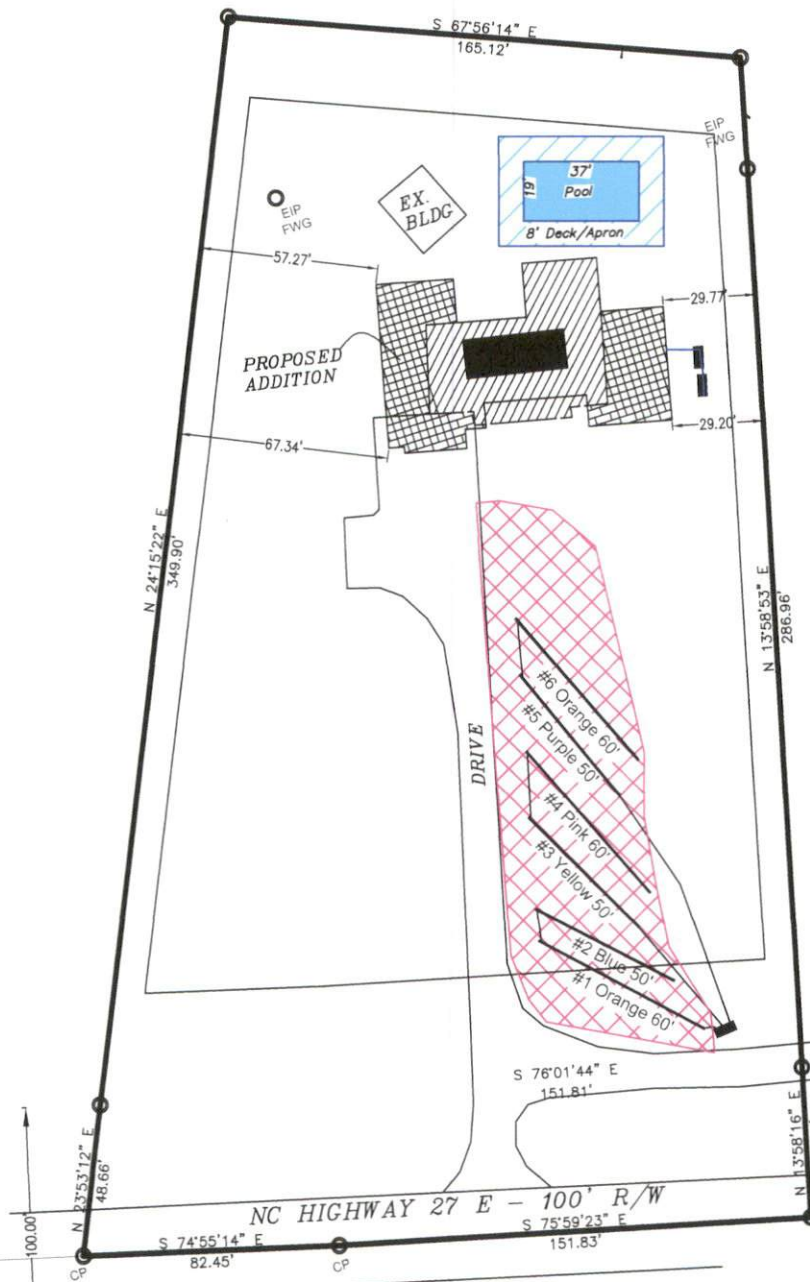 S 67°56'14" E
165.12'
EIP
FWG
37'
19'
Pool
8' Deck/Apron
EX.
BLDG
EIP
FWG
57.27'
29.77'
PROPOSED
ADDITION
67.34'
29.20'
N 24°15'22" E
349.90'
N 13°58'53" E
286.96'
DRIVE
#6 Orange 60'
#5 Purple 50'
#4 Pink 60'
#3 Yellow 50'
#2 Blue 50'
#1 Orange 60'
S 76°01'44" E
151.81'
N 23°53'12" E
48.66'
N 13°58'16" E
NC HIGHWAY 27 E - 100' R/W
100.00'
S 74°55'14" E
82.45'
S 75°59'23" E
151.83'
CP
CP